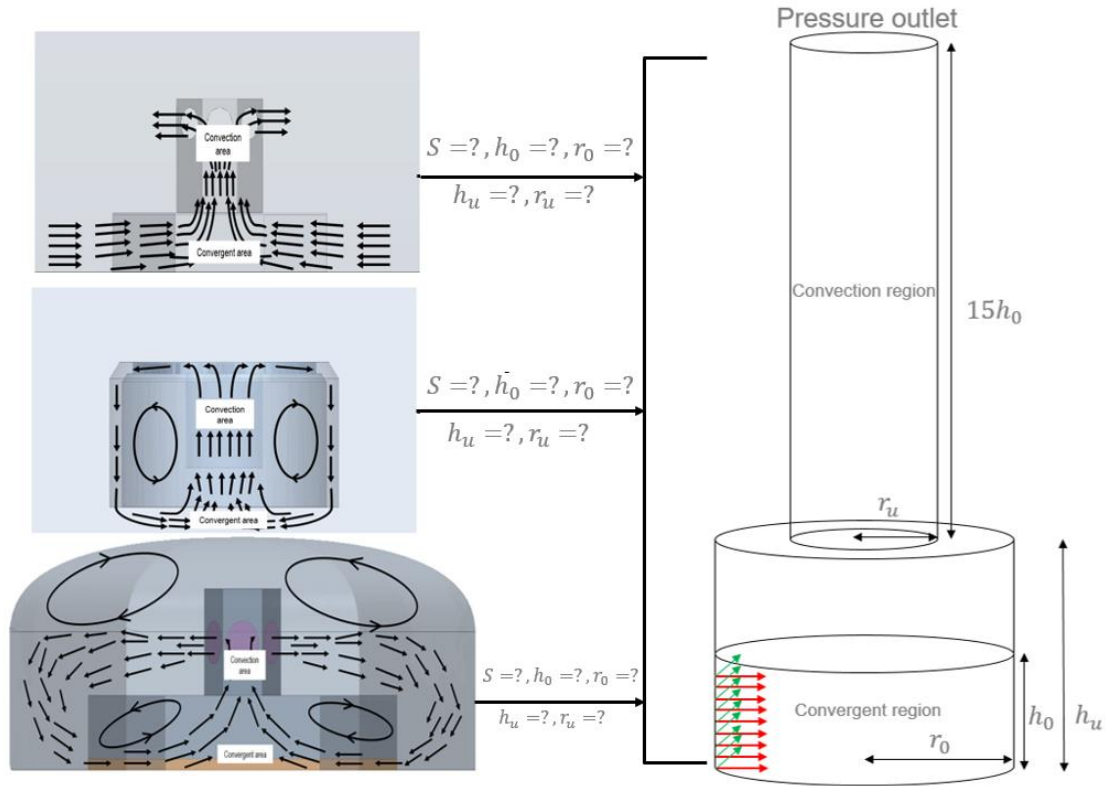 Convection
area
Convergent area
S =?, h₀ =?, r₀ =?
hᵤ =?, rᵤ =?
Convection
area
Convergent area
S =?, h₀ =?, r₀ =?
hᵤ =?, rᵤ =?
Convection
area
Convergent area
S =?, h₀ =?, r₀ =?
hᵤ =?, rᵤ =?
Pressure outlet
Convection region
15h₀
rᵤ
Convergent region
r₀
h₀
hᵤ